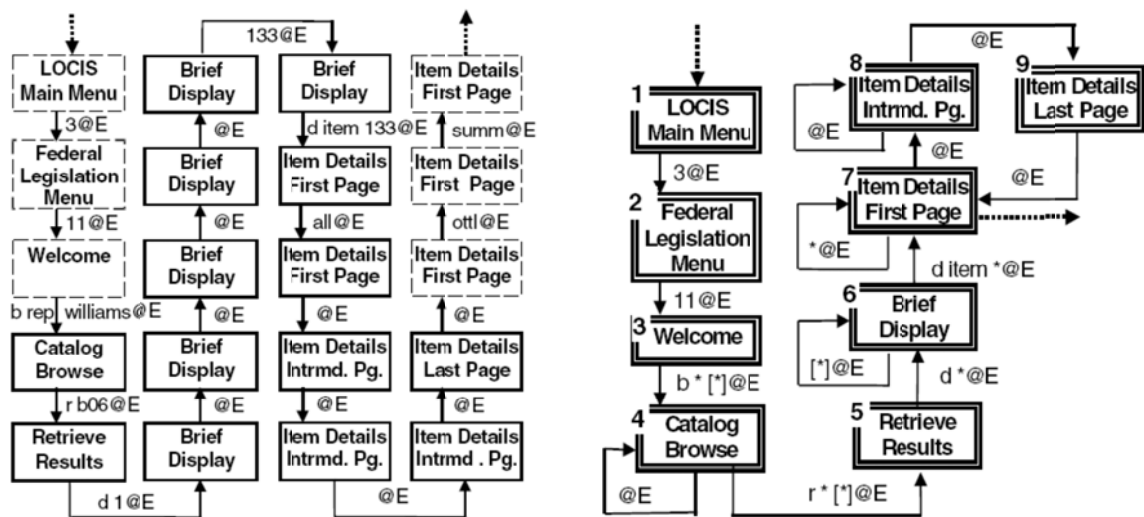 LOCIS
Main Menu
3@E
Federal
Legislation
Menu
11@E
Welcome
b rep williams@E
Catalog
Browse
r b06@E
Retrieve
Results
d 1@E
133@E
Brief
Display
@E
Brief
Display
@E
Brief
Display
@E
Brief
Display
@E
Brief
Display
Brief
Display
d item 133@E
Item Details
First Page
all@E
Item Details
First Page
@E
Item Details
Intrmd. Pg.
@E
Item Details
Intrmd. Pg.
@E
Item Details
First Page
summ@E
Item Details
First Page
ottl@E
Item Details
First Page
@E
Item Details
Last Page
@E
Item Details
Intrmd . Pg.
1
LOCIS
Main Menu
3@E
2
Federal
Legislation
Menu
11@E
3
Welcome
b * [*]@E
4
Catalog
Browse
@E
r * [*]@E
@E
8
Item Details
Intrmd. Pg.
@E
@E
7
Item Details
First Page
*@E
d item *@E
6
Brief
Display
[*]@E
d *@E
5
Retrieve
Results
9
Item Details
Last Page
@E